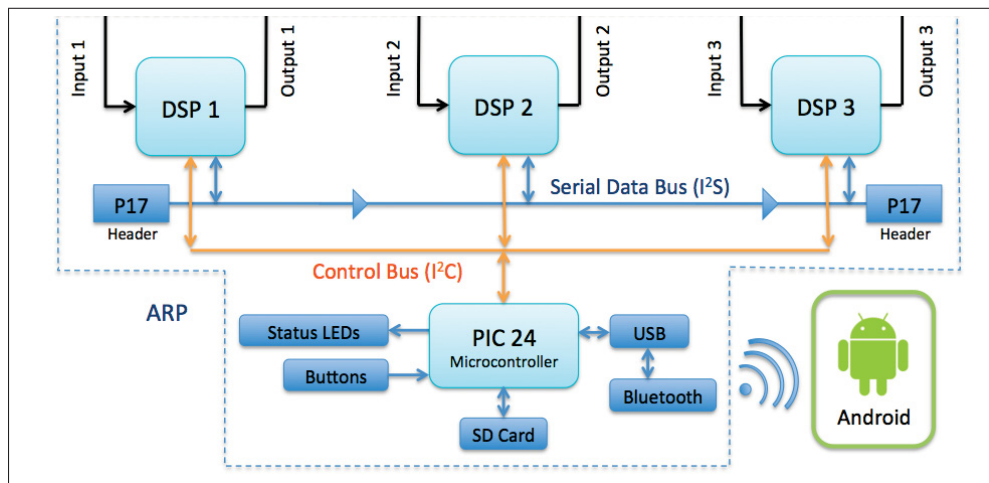 Input 1
DSP 1
Output 1
Input 2
DSP 2
Output 2
Input 3
DSP 3
Output 3
P17
Header
Serial Data Bus (I²S)
P17
Header
Control Bus (I²C)
ARP
Status LEDs
Buttons
PIC 24
Microcontroller
SD Card
USB
Bluetooth
Android